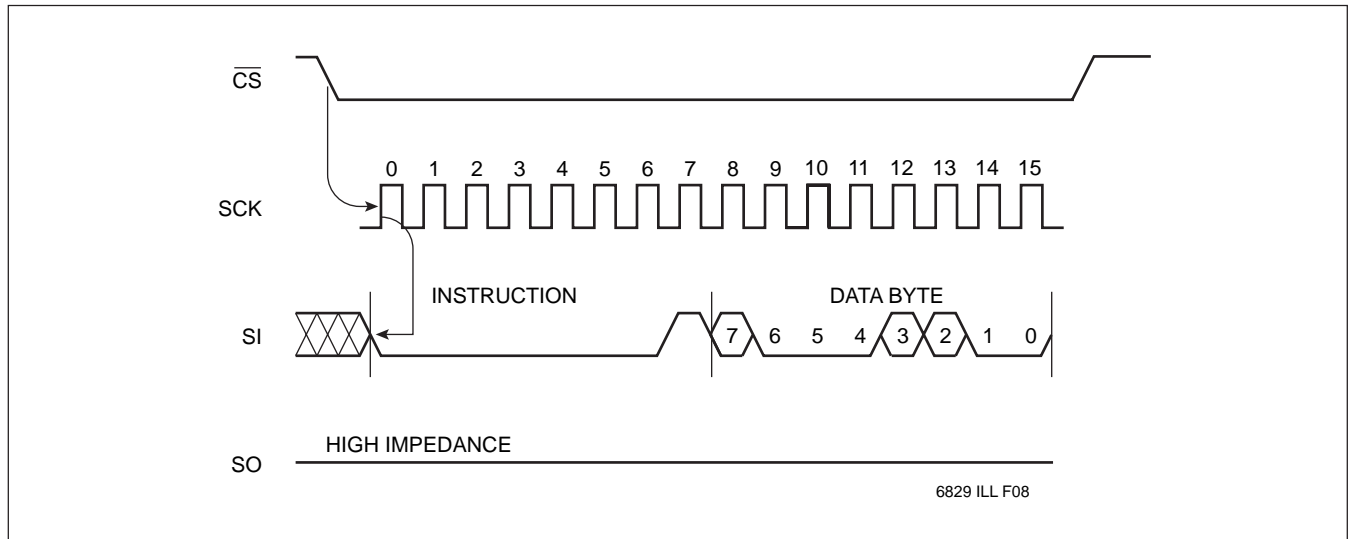 CS
0 1 2 3 4 5 6 7 8 9 10 11 12 13 14 15
SCK
INSTRUCTION DATA BYTE
SI 7 6 5 4 3 2 1 0
HIGH IMPEDANCE
SO
6829 ILL F08